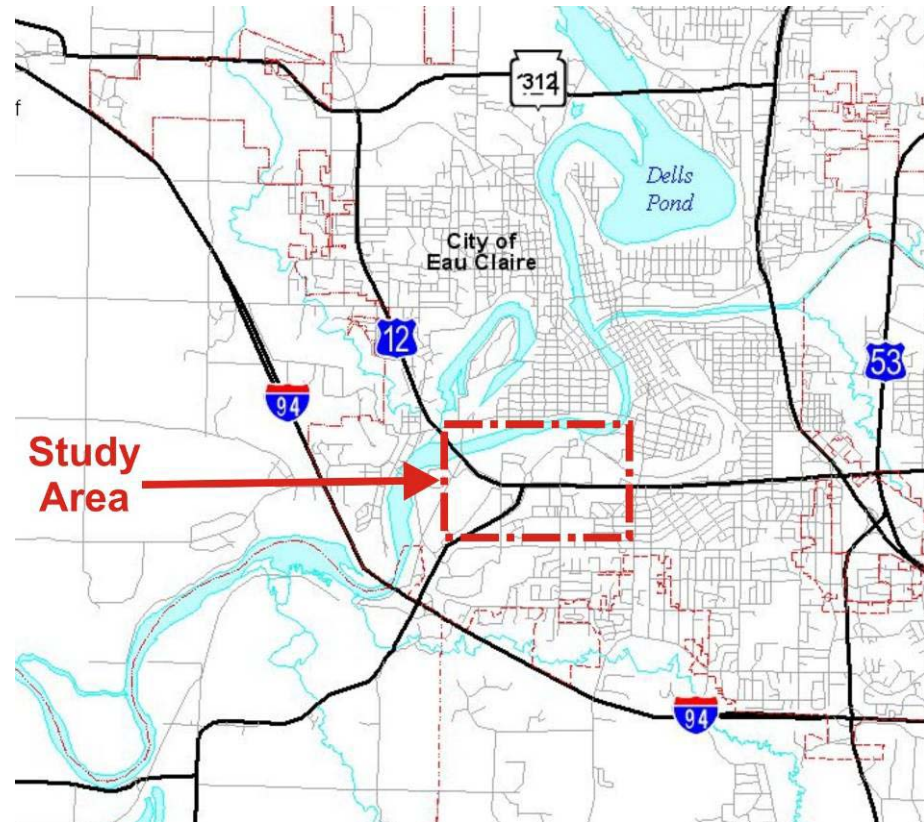 312
Dells
Pond
City of
Eau Claire
12
53
94
Study
Area
94
f